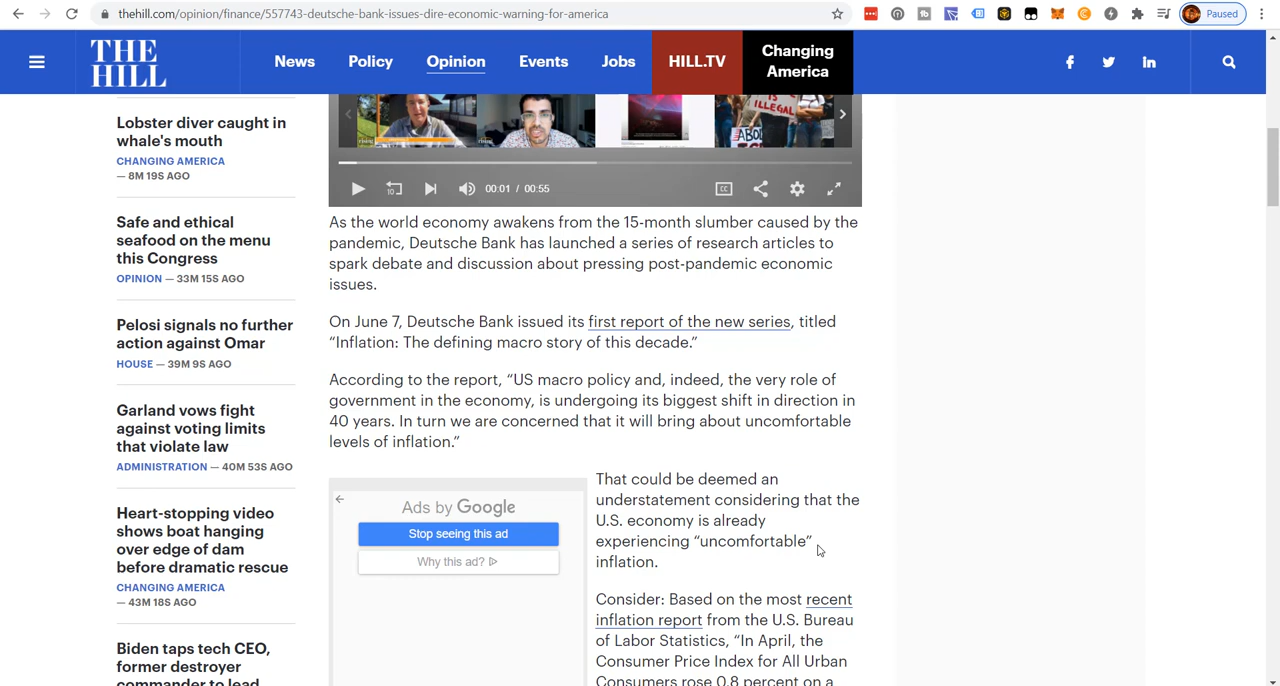 thehill.com/opinion/finance/557743-deutsche-bank-issues-dire-economic-warning-for-america
Paused
THE
HILL
News
Policy
Opinion
Events
Jobs
HILL.TV
Changing
America
Lobster diver caught in
whale's mouth
CHANGING AMERICA
— 8M 19S AGO
Safe and ethical
seafood on the menu
this Congress
OPINION — 33M 15S AGO
Pelosi signals no further
action against Omar
HOUSE — 39M 9S AGO
Garland vows fight
against voting limits
that violate law
ADMINISTRATION — 40M 53S AGO
Heart-stopping video
shows boat hanging
over edge of dam
before dramatic rescue
CHANGING AMERICA
— 43M 18S AGO
Biden taps tech CEO,
former destroyer
commander to lead
ILLEGAL
10
00:01 / 00:55
CC
As the world economy awakens from the 15-month slumber caused by the
pandemic, Deutsche Bank has launched a series of research articles to
spark debate and discussion about pressing post-pandemic economic
issues.
On June 7, Deutsche Bank issued its first report of the new series, titled
“Inflation: The defining macro story of this decade.”
According to the report, “US macro policy and, indeed, the very role of
government in the economy, is undergoing its biggest shift in direction in
40 years. In turn we are concerned that it will bring about uncomfortable
levels of inflation.”
Ads by Google
Stop seeing this ad
Why this ad?
That could be deemed an
understatement considering that the
U.S. economy is already
experiencing “uncomfortable”
inflation.
Consider: Based on the most recent
inflation report from the U.S. Bureau
of Labor Statistics, “In April, the
Consumer Price Index for All Urban
Consumers rose 0.8 percent on a